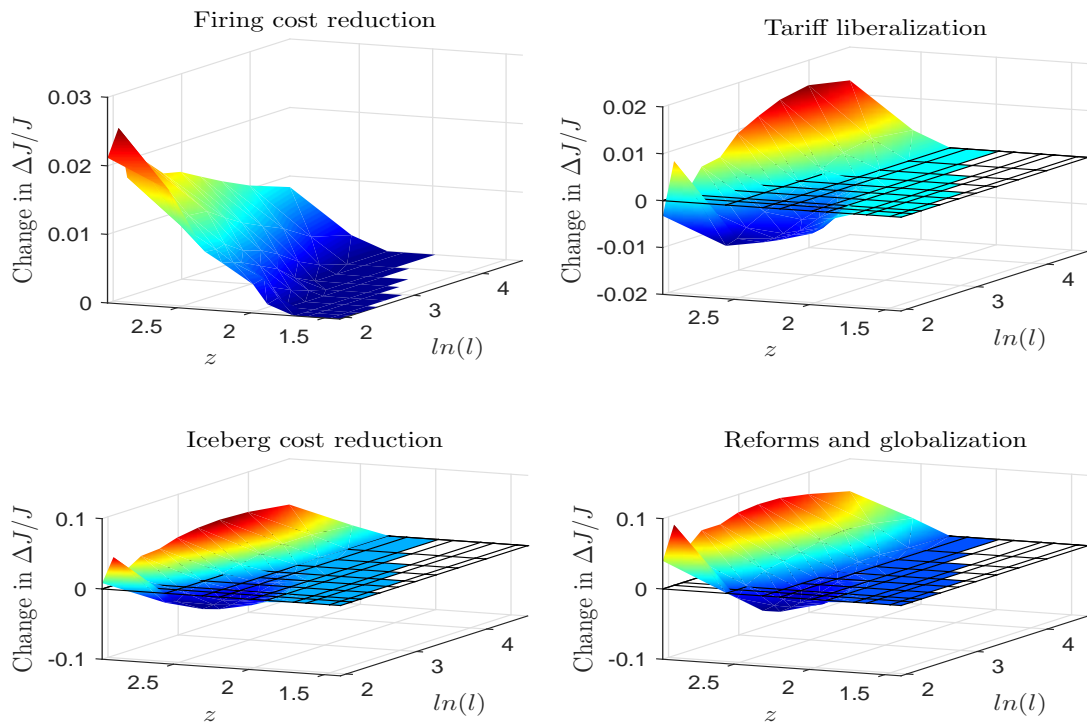 Firing cost reduction
Change in ΔJ/J
0.03
0.02
0.01
0
2.5
2
1.5
z
2
3
4
ln(l)
Tariff liberalization
Change in ΔJ/J
0.02
0.01
0
-0.01
-0.02
2.5
2
1.5
z
2
3
4
ln(l)
Iceberg cost reduction
Change in ΔJ/J
0.1
0
-0.1
2.5
2
1.5
z
2
3
4
ln(l)
Reforms and globalization
Change in ΔJ/J
0.1
0
-0.1
2.5
2
1.5
z
2
3
4
ln(l)